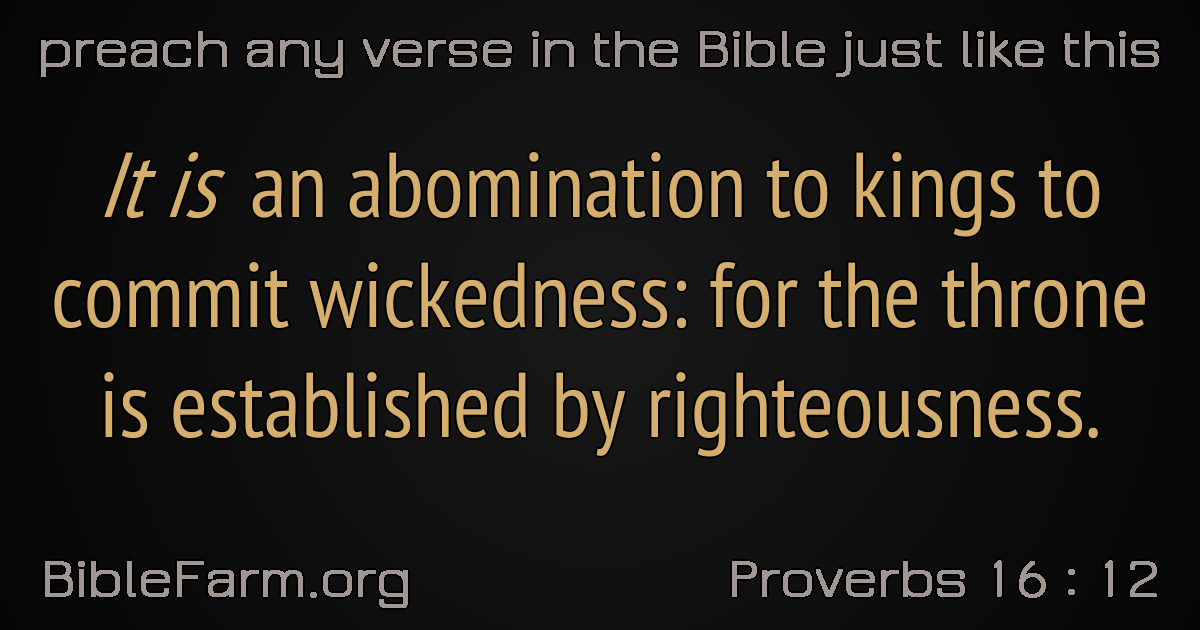 preach any verse in the Bible just like this
It is an abomination to kings to
commit wickedness: for the throne
is established by righteousness.
BibleFarm.org
Proverbs 16 : 12